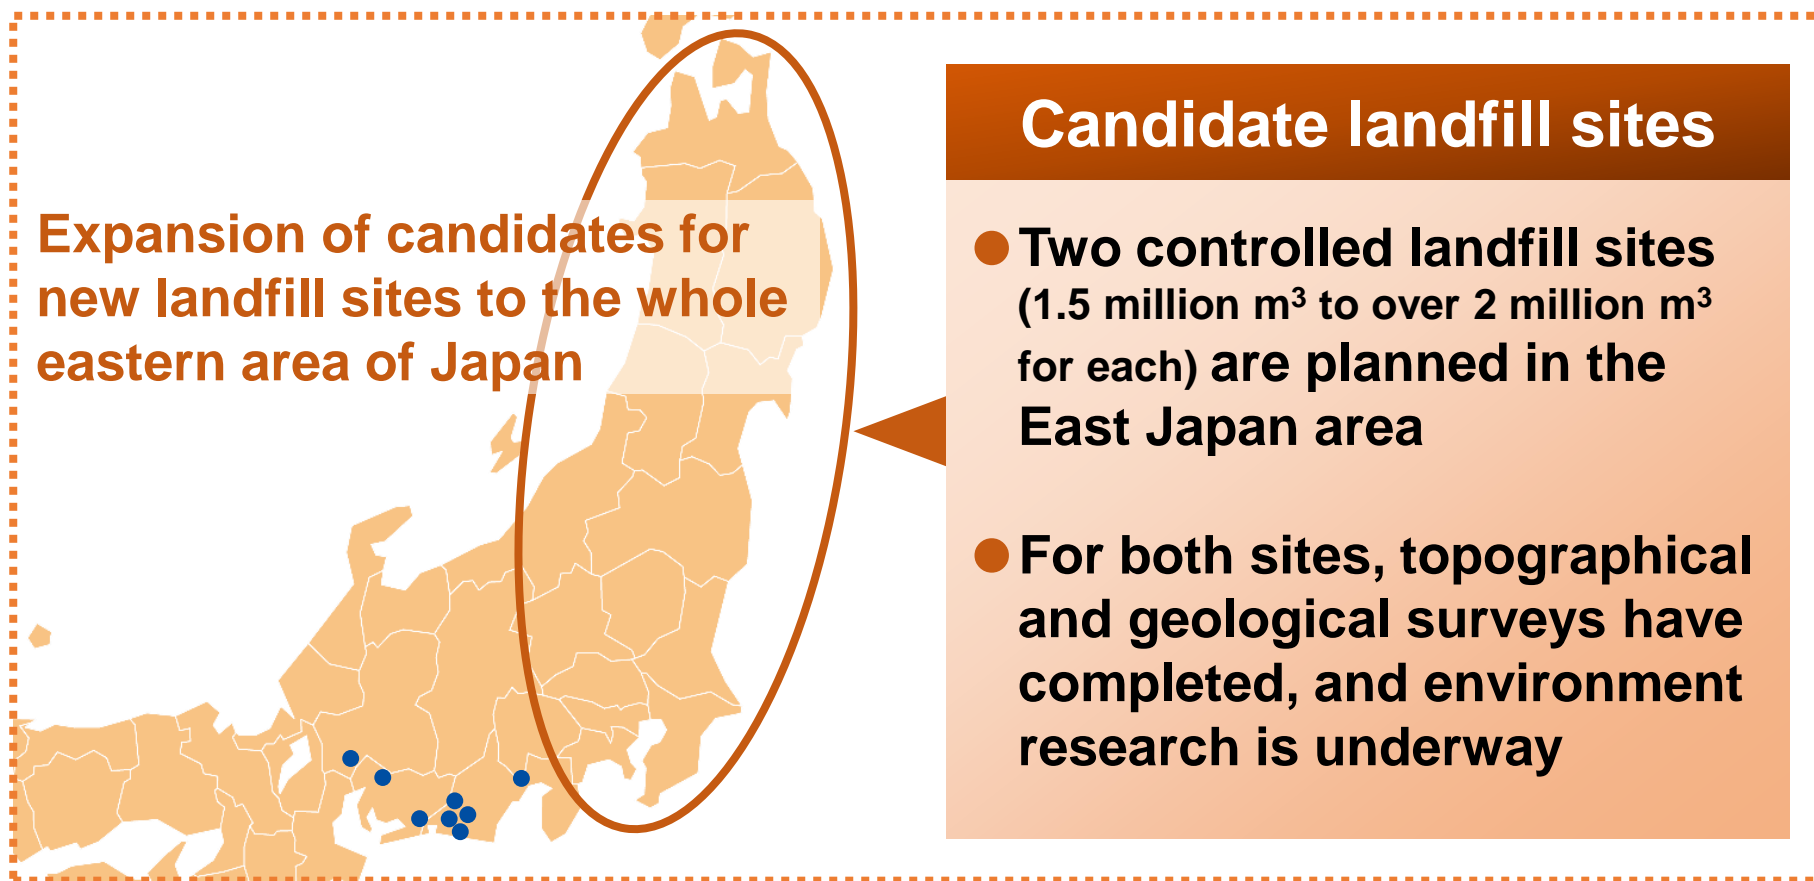 Expansion of candidates for
new landfill sites to the whole
eastern area of Japan
Candidate landfill sites
● Two controlled landfill sites
(1.5 million m³ to over 2 million m³
for each) are planned in the
East Japan area
● For both sites, topographical
and geological surveys have
completed, and environment
research is underway